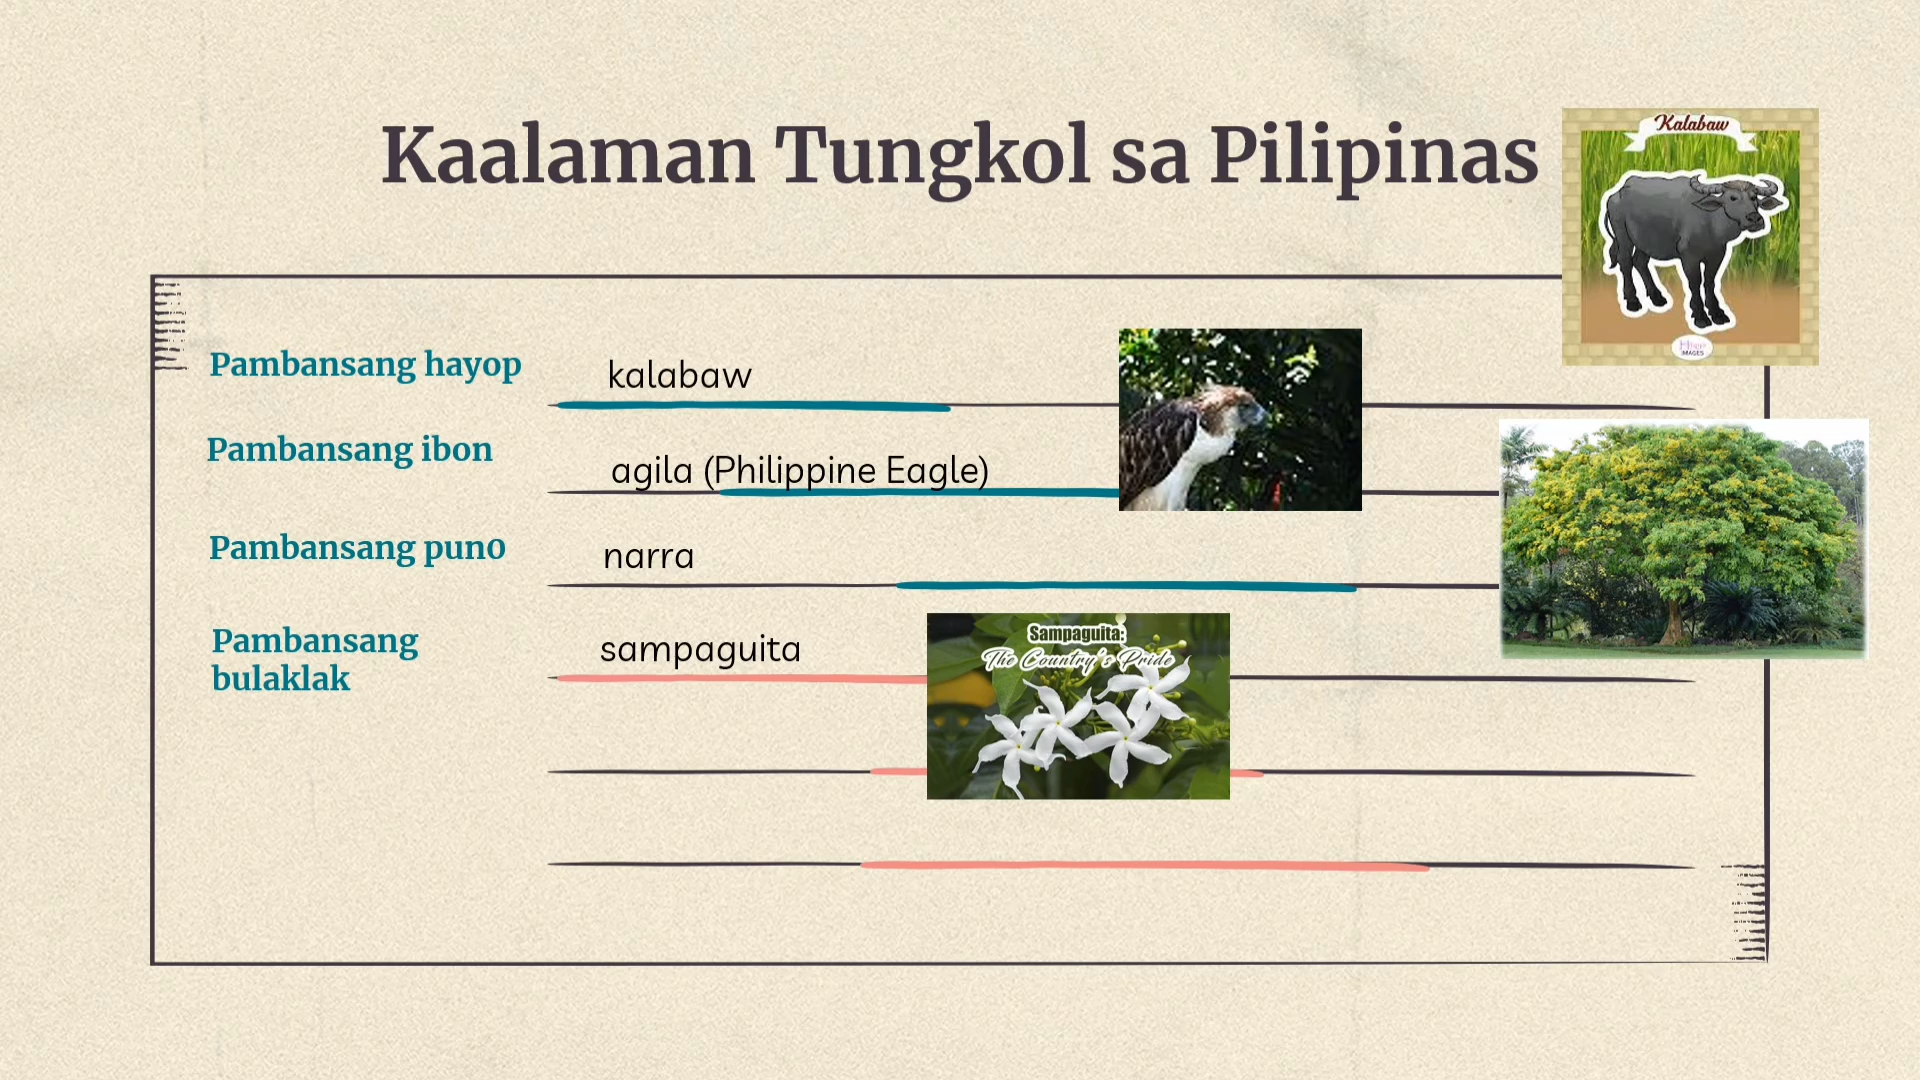 Kaalaman Tungkol sa Pilipinas
Kalabaw
IMAGES
Pambansang hayop
kalabaw
Pambansang ibon
agila (Philippine Eagle)
Pambansang puno
narra
Pambansang
bulaklak
sampaguita
Sampaguita:
The Country's Pride